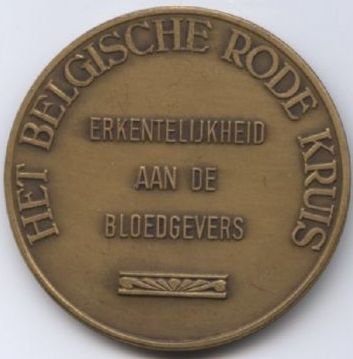 HET BELGISCHE RODE KRUIS
ERKENTELIJKHEID
AAN DE
BLOEDGEVERS